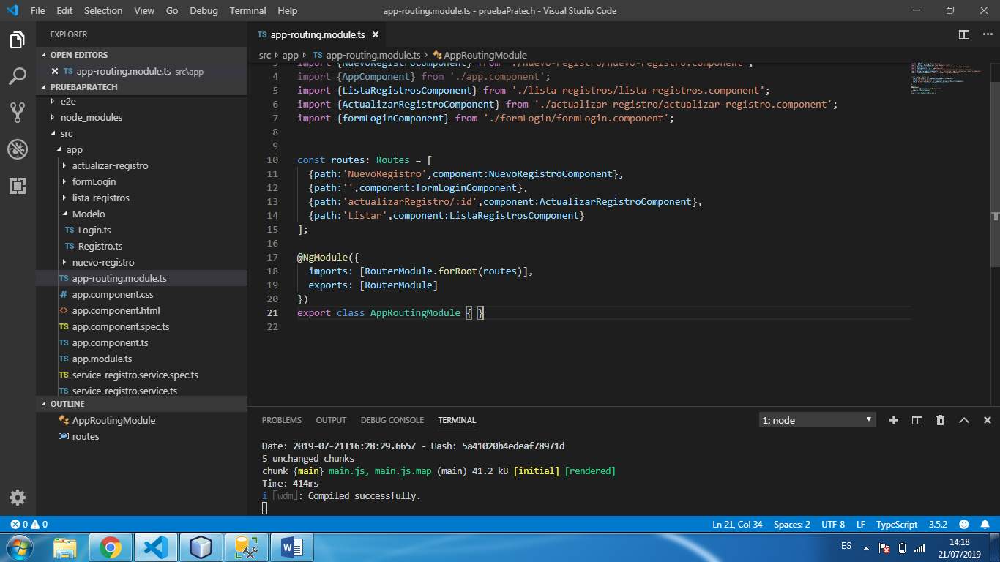 File Edit Selection View Go Debug Terminal Help
app-routing.module.ts - pruebaPratech - Visual Studio Code
EXPLORER
OPEN EDITORS
TS app-routing.module.ts src\app
PRUEBAPRATECH
e2e
node_modules
src
app
actualizar-registro
formLogin
lista-registros
Modelo
TS Login.ts
TS Registro.ts
nuevo-registro
TS app-routing.module.ts
# app.component.css
<> app.component.html
TS app.component.spec.ts
TS app.component.ts
TS app.module.ts
TS service-registro.service.spec.ts
TS service-registro.service.ts
OUTLINE
AppRoutingModule
routes
TS app-routing.module.ts
src app TS app-routing.module.ts AppRoutingModule
3 import {NuevoRegistroComponent} from './nuevo-registro/nuevo-registro.component';
4 import {AppComponent} from './app.component';
5 import {ListaRegistrosComponent} from './lista-registros/lista-registros.component';
6 import {ActualizarRegistroComponent} from './actualizar-registro/actualizar-registro.component';
7 import {formLoginComponent} from './formLogin/formLogin.component';
8
9
10 const routes: Routes = [
11 {path:'NuevoRegistro',component:NuevoRegistroComponent},
12 {path:'',component:formLoginComponent},
13 {path:'actualizarRegistro/:id',component:ActualizarRegistroComponent},
14 {path:'Listar',component:ListaRegistrosComponent}
15 ];
16
17 @NgModule({
18 imports: [RouterModule.forRoot(routes)],
19 exports: [RouterModule]
20 })
21 export class AppRoutingModule { }
22
PROBLEMS OUTPUT DEBUG CONSOLE TERMINAL
1: node
Date: 2019-07-21T16:28:29.665Z - Hash: 5a41020b4edeaf78971d
5 unchanged chunks
chunk {main} main.js, main.js.map (main) 41.2 kB [initial] [rendered]
Time: 414ms
i ｢wdm｣: Compiled successfully.
0 0
Ln 21, Col 34 Spaces: 2 UTF-8 LF TypeScript 3.5.2
ES
14:18
21/07/2019